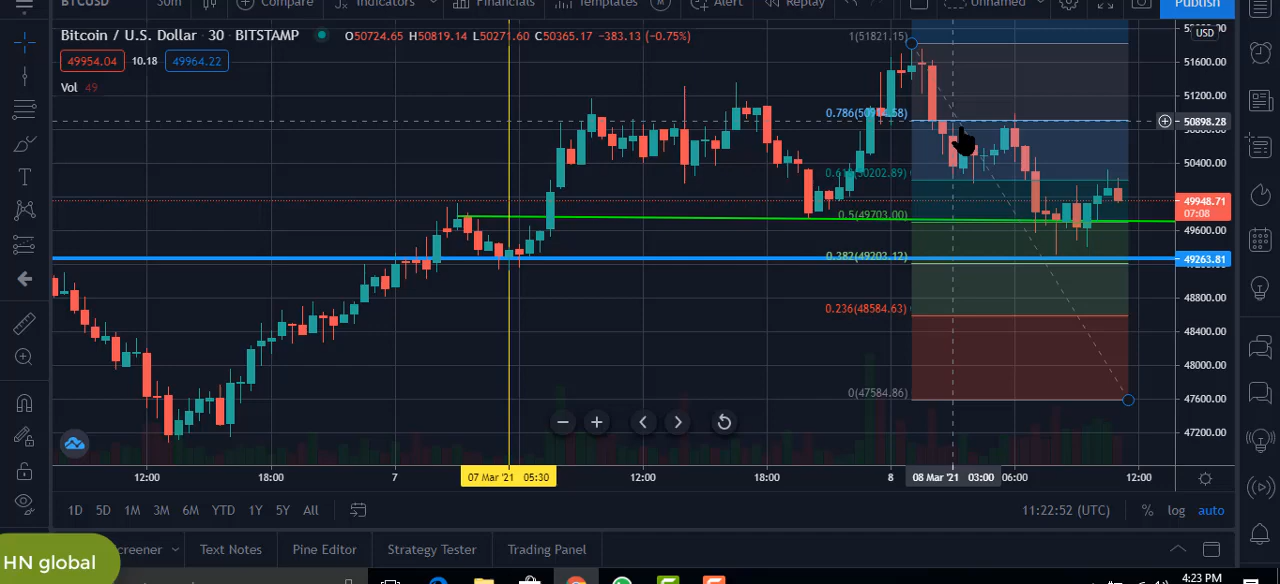 BTCUSD 30m Compare Indicators Financials Templates Alert Replay Unnamed Publish
Bitcoin / U.S. Dollar · 30 · BITSTAMP O50724.65 H50819.14 L50271.60 C50365.17 −383.13 (−0.75%)
49954.04 10.18 49964.22
Vol 49
1(51821.15)
0.5(49703.00)
0.236(48584.63)
0(47584.86)
USD
51600.00
51200.00
50898.28
50400.00
49948.71
07:08
49600.00
49263.81
48800.00
48400.00
48000.00
47600.00
47200.00
12:00 18:00 7 07 Mar '21 05:30 12:00 18:00 8 08 Mar '21 03:00 06:00 12:00
1D 5D 1M 3M 6M YTD 1Y 5Y All 11:22:52 (UTC) % log auto
creener Text Notes Pine Editor Strategy Tester Trading Panel
HN global
4:23 PM